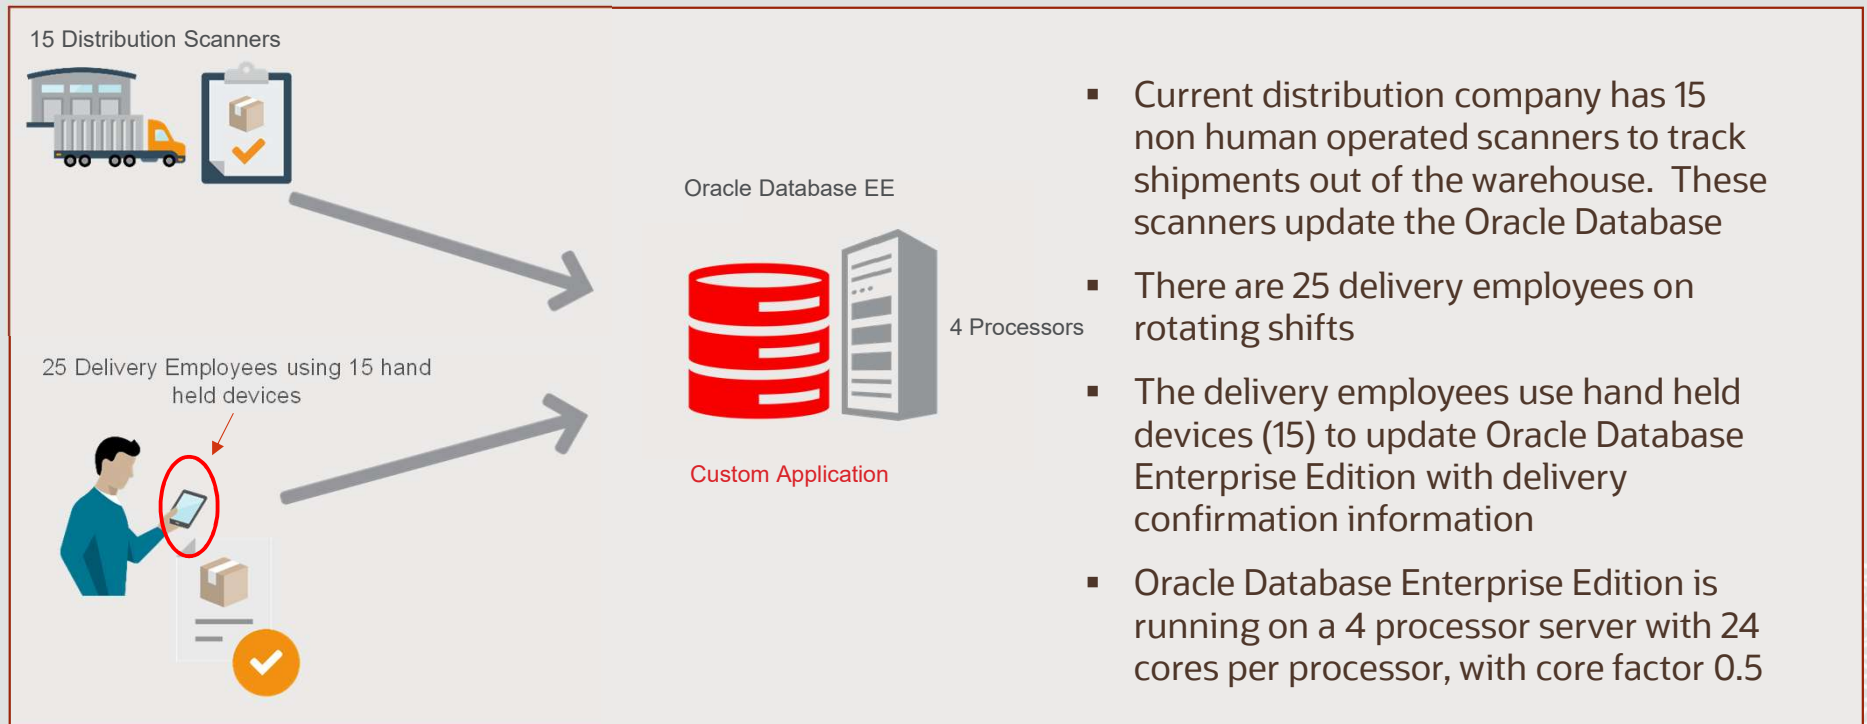 15 Distribution Scanners
25 Delivery Employees using 15 hand
held devices
Oracle Database EE
4 Processors
Custom Application
▪ Current distribution company has 15
non human operated scanners to track
shipments out of the warehouse. These
scanners update the Oracle Database
▪ There are 25 delivery employees on
rotating shifts
▪ The delivery employees use hand held
devices (15) to update Oracle Database
Enterprise Edition with delivery
confirmation information
▪ Oracle Database Enterprise Edition is
running on a 4 processor server with 24
cores per processor, with core factor 0.5